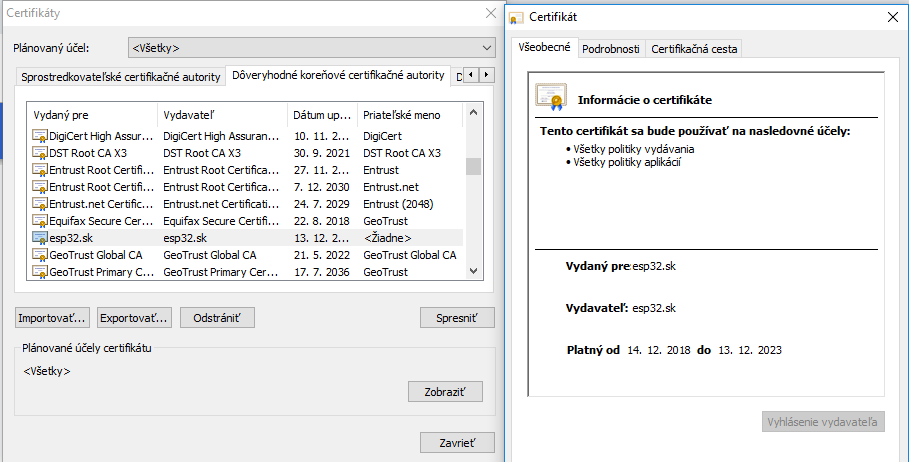 Certifikáty
Plánovaný účel:
<Všetky>
Sprostredkovateľské certifikačné autority
Dôveryhodné koreňové certifikačné autority
D
Vydaný pre Vydavateľ Dátum up... Priateľské meno
DigiCert High Assuran... DigiCert High Assuran... 10. 11. 2... DigiCert
DST Root CA X3 DST Root CA X3 30. 9. 2021 DST Root CA X3
Entrust Root Certific... Entrust Root Certifica... 27. 11. 2... Entrust
Entrust Root Certific... Entrust Root Certifica... 7. 12. 2030 Entrust.net
Entrust.net Certificati... Entrust.net Certificati... 24. 7. 2029 Entrust (2048)
Equifax Secure Cer... Equifax Secure Certifi... 22. 8. 2018 GeoTrust
esp32.sk esp32.sk 13. 12. 2... <Žiadne>
GeoTrust Global CA GeoTrust Global CA 21. 5. 2022 GeoTrust Global CA
GeoTrust Primary C... GeoTrust Primary Cer... 17. 7. 2036 GeoTrust
Importovať... Exportovať... Odstrániť Spresniť
Plánované účely certifikátu
<Všetky>
Zobraziť
Zavrieť
Certifikát
Všeobecné Podrobnosti Certifikačná cesta
Informácie o certifikáte
Tento certifikát sa bude používať na nasledovné účely:
• Všetky politiky vydávania
• Všetky politiky aplikácií
Vydaný pre: esp32.sk
Vydavateľ: esp32.sk
Platný od 14. 12. 2018 do 13. 12. 2023
Vyhlásenie vydavateľa